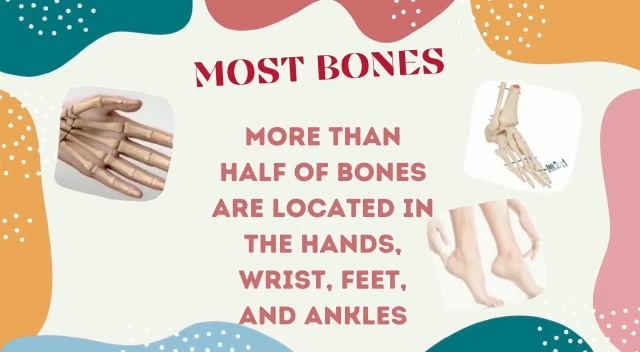 MOST BONES
MORE THAN
HALF OF BONES
ARE LOCATED IN
THE HANDS,
WRIST, FEET,
AND ANKLES